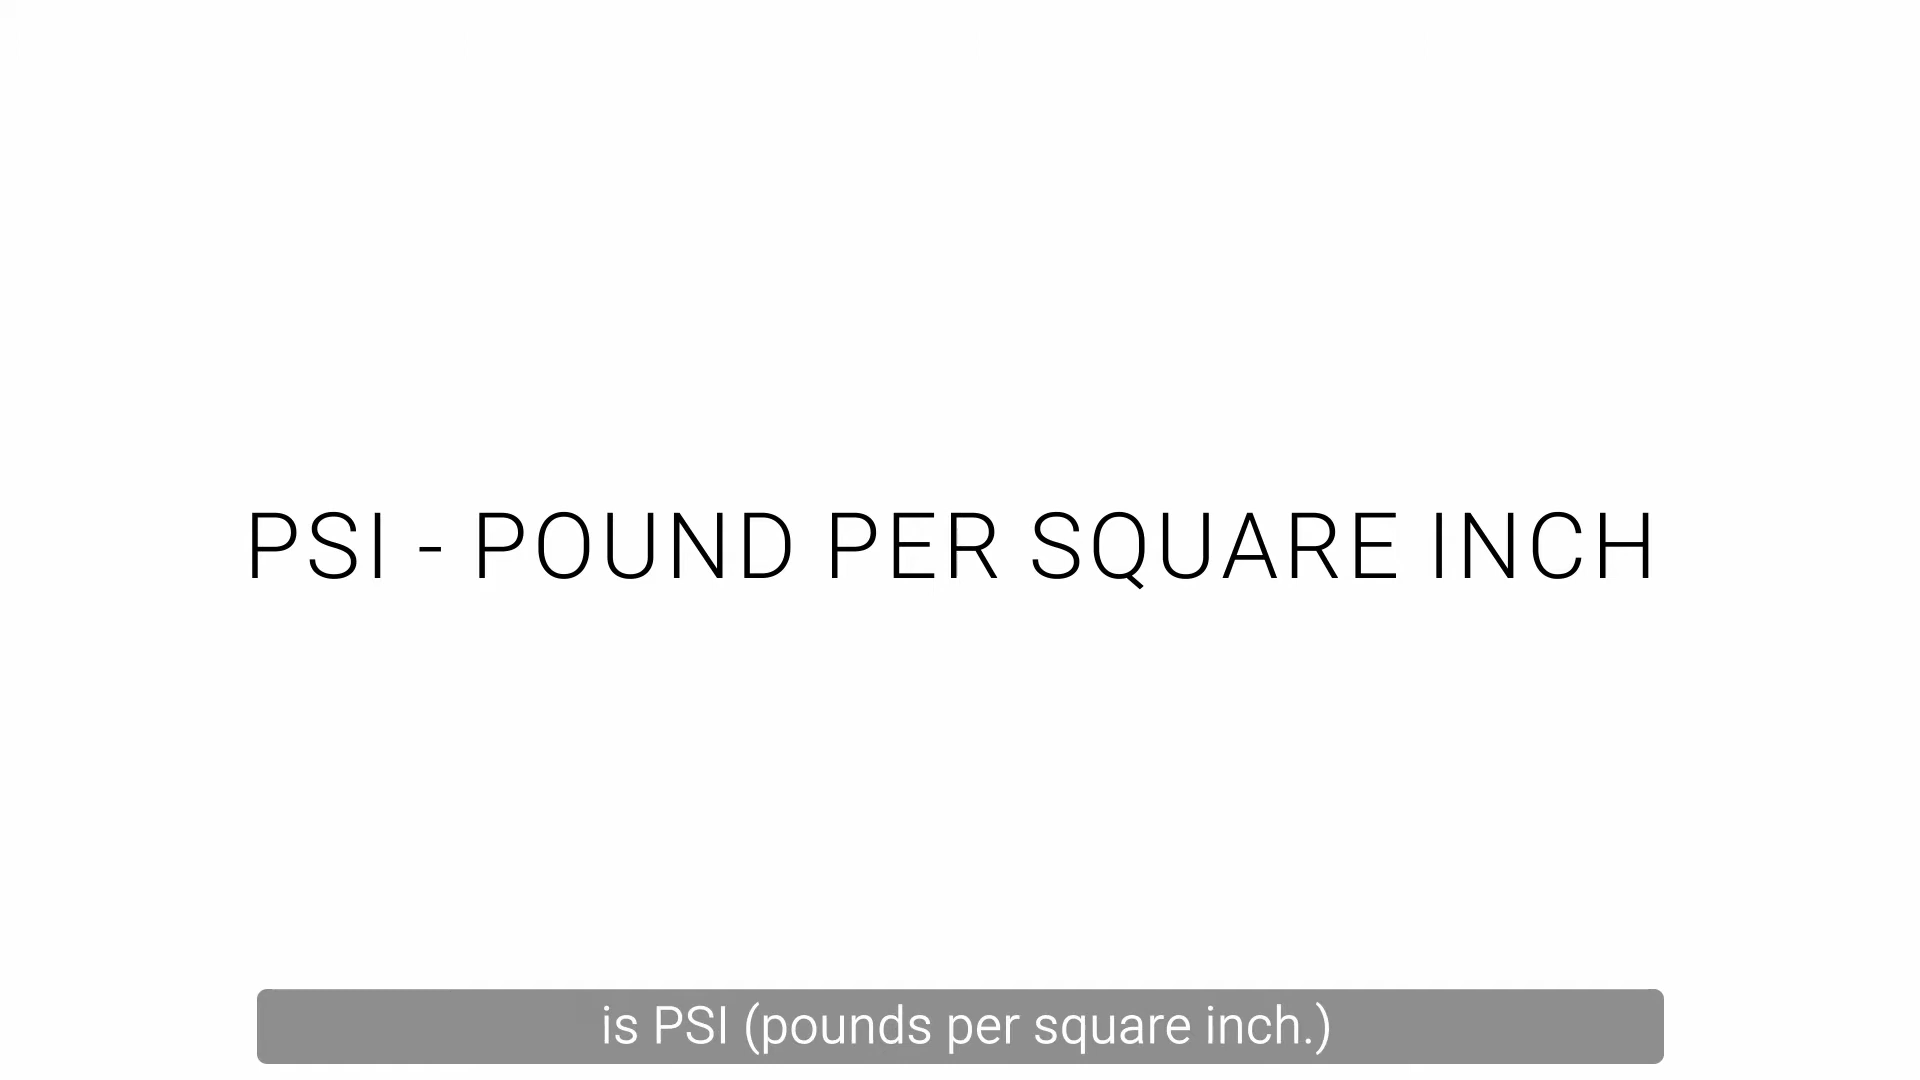 PSI - POUND PER SQUARE INCH
is PSI (pounds per square inch.)